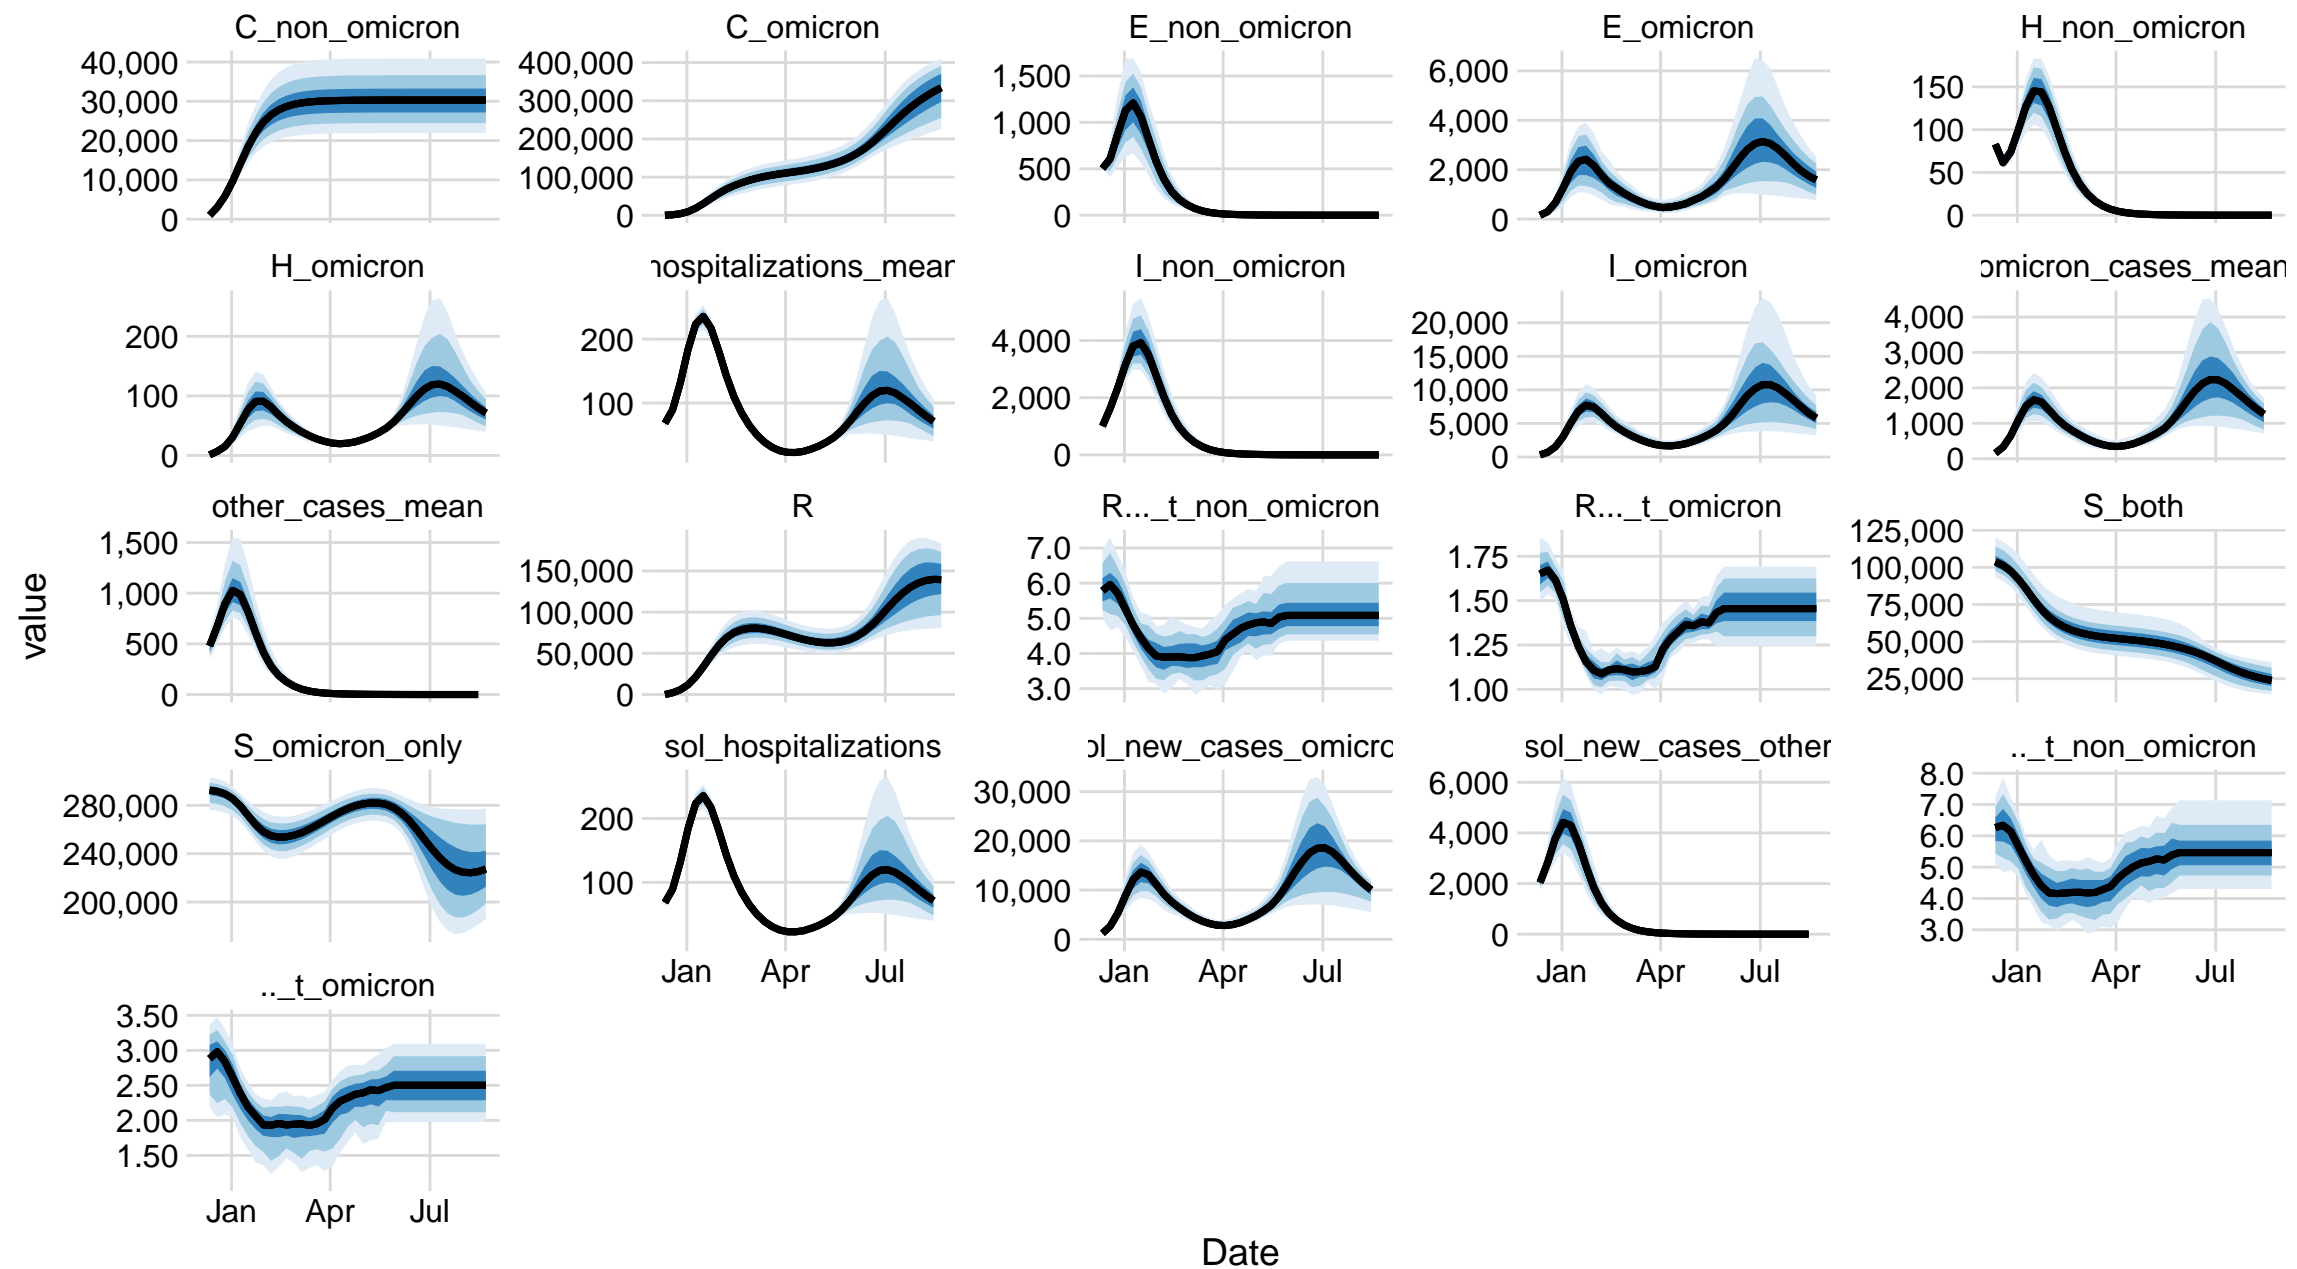 C_non_omicron C_omicron E_non_omicron E_omicron H_non_omicron
40,000 30,000 20,000 10,000 0
400,000 300,000 200,000 100,000 0
1,500 1,000 500 0
6,000 4,000 2,000 0
150 100 50 0
H_omicron hospitalizations_mean I_non_omicron I_omicron omicron_cases_mean
200 100 0
200 100
4,000 2,000 0
20,000 15,000 10,000 5,000 0
4,000 3,000 2,000 1,000 0
other_cases_mean R R..._t_non_omicron R..._t_omicron S_both
1,500 1,000 500 0
150,000 100,000 50,000 0
7.0 6.0 5.0 4.0 3.0
1.75 1.50 1.25 1.00
125,000 100,000 75,000 50,000 25,000
S_omicron_only sol_hospitalizations ol_new_cases_omicro sol_new_cases_other .._t_non_omicron
280,000 240,000 200,000
200 100
30,000 20,000 10,000 0
6,000 4,000 2,000 0
8.0 7.0 6.0 5.0 4.0 3.0
Jan Apr Jul Jan Apr Jul Jan Apr Jul Jan Apr Jul
.._t_omicron
3.50 3.00 2.50 2.00 1.50
Jan Apr Jul
value
Date